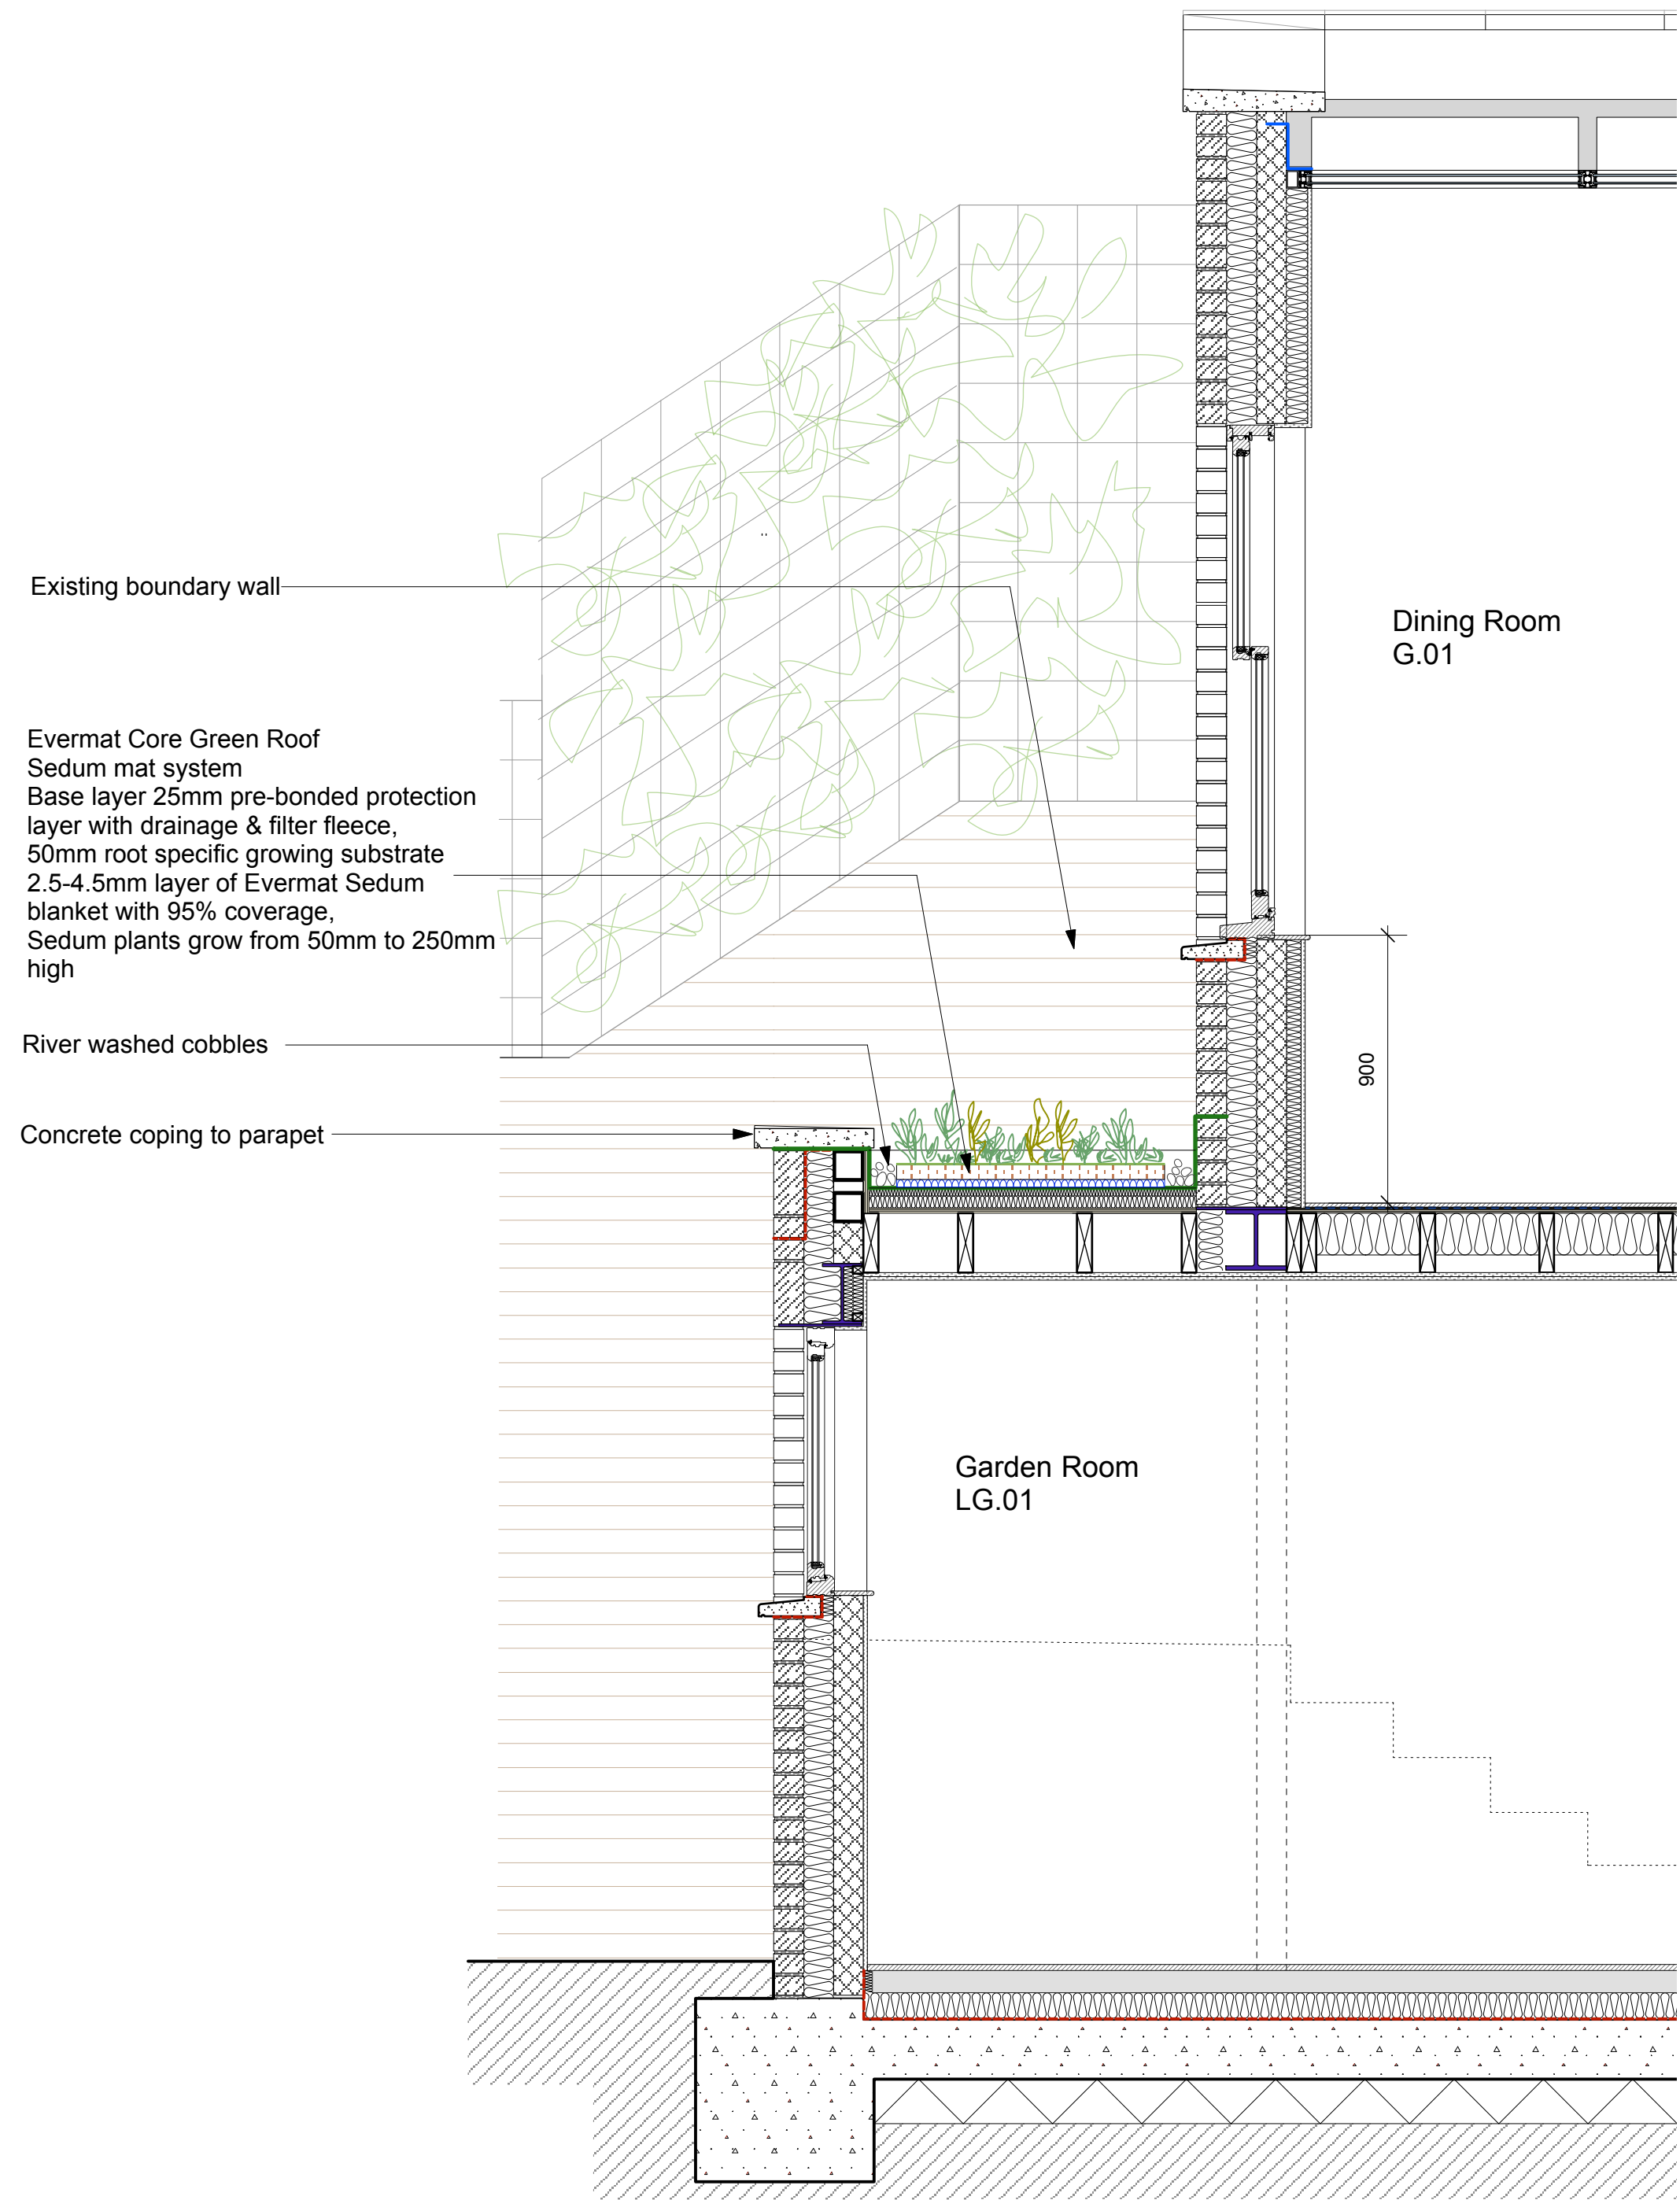 Existing boundary wall
Dining Room
G.01
Evermat Core Green Roof
Sedum mat system
Base layer 25mm pre-bonded protection
layer with drainage & filter fleece,
50mm root specific growing substrate
2.5-4.5mm layer of Evermat Sedum
blanket with 95% coverage,
Sedum plants grow from 50mm to 250mm
high
River washed cobbles
900
Concrete coping to parapet
Garden Room
LG.01